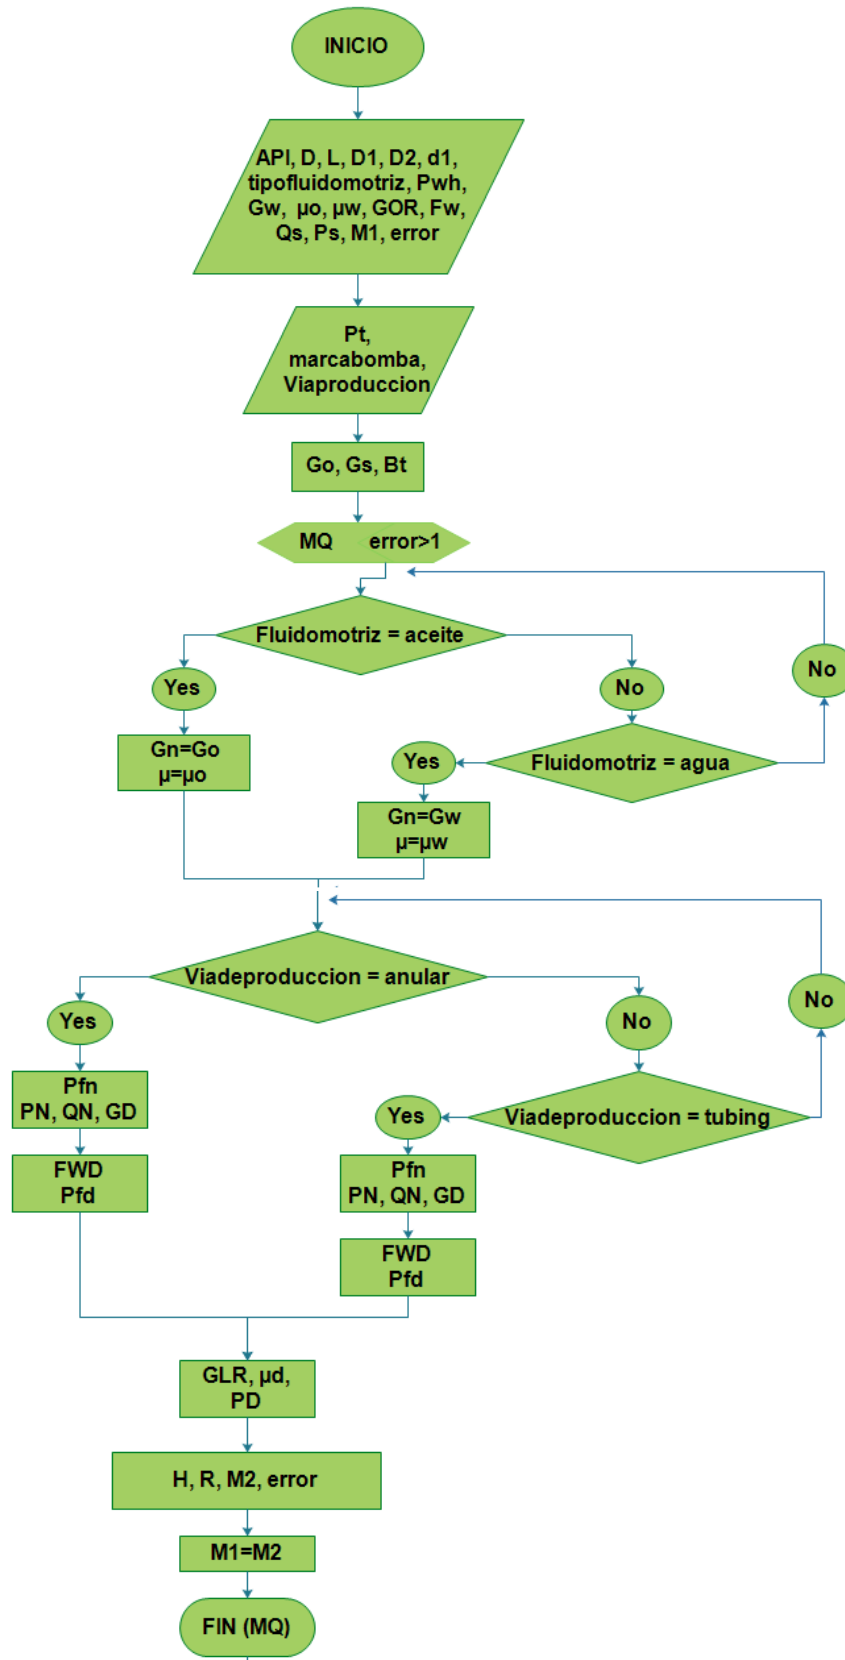 INICIO
API, D, L, D1, D2, d1,
tipofluidomotriz, Pwh,
Gw, μo, μw, GOR, Fw,
Qs, Ps, M1, error
Pt,
marcabomba,
Viaproduccion
Go, Gs, Bt
MQ error>1
Fluidomotriz = aceite
Yes
No
No
Gn=Go
μ=μo
Fluidomotriz = agua
Yes
Gn=Gw
μ=μw
Viadeproduccion = anular
Yes
No
No
Pfn
PN, QN, GD
Viadeproduccion = tubing
Yes
FWD
Pfd
Pfn
PN, QN, GD
FWD
Pfd
GLR, μd,
PD
H, R, M2, error
M1=M2
FIN (MQ)